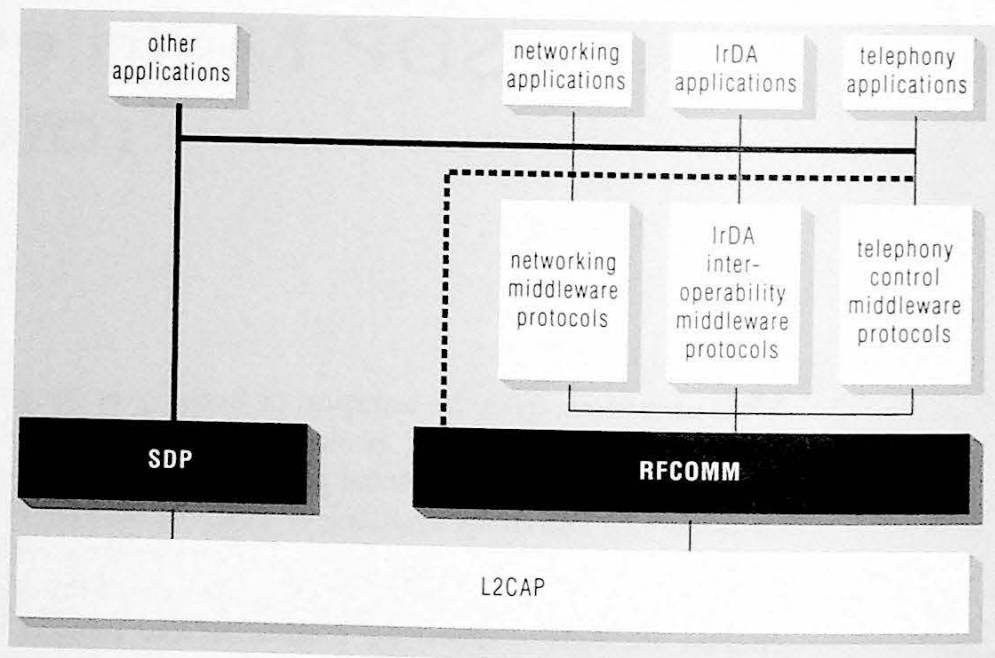 other
applications
networking
applications
IrDA
applications
telephony
applications
networking
middleware
protocols
IrDA
inter-
operability
middleware
protocols
telephony
control
middleware
protocols
SDP
RFCOMM
L2CAP